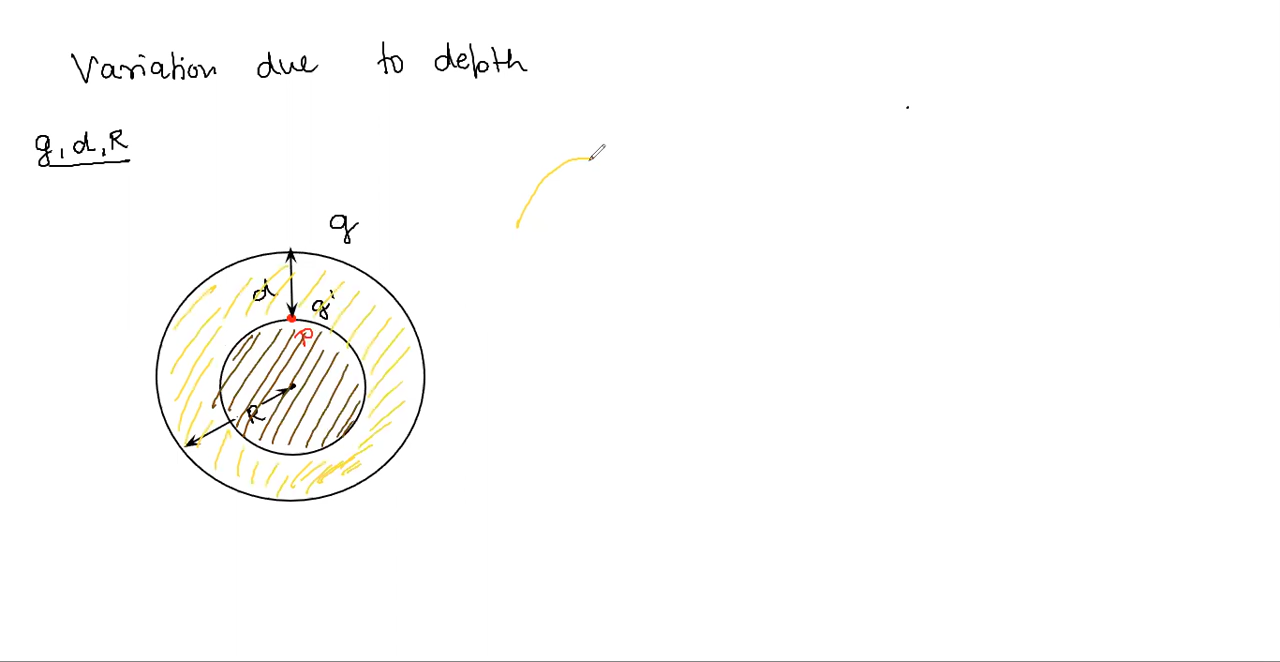 Variation due to depth
g, d, R
g
d
g'
P
R